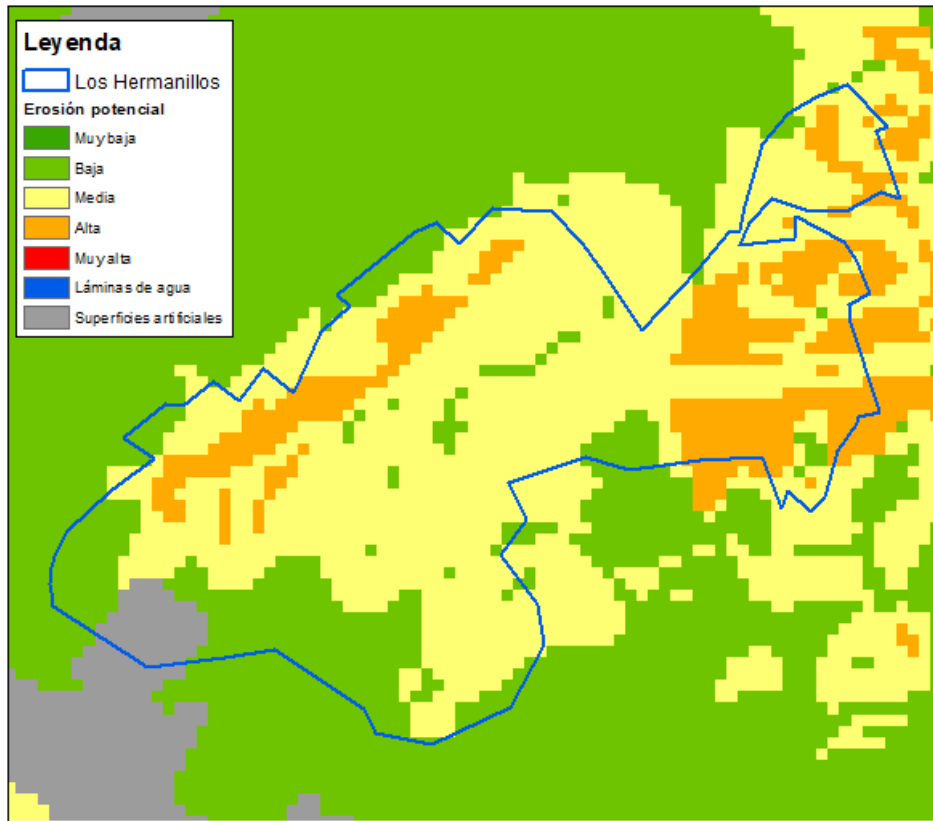 Leyenda
Los Hermanillos
Erosión potencial
Muy baja
Baja
Media
Alta
Muy alta
Láminas de agua
Superficies artificiales